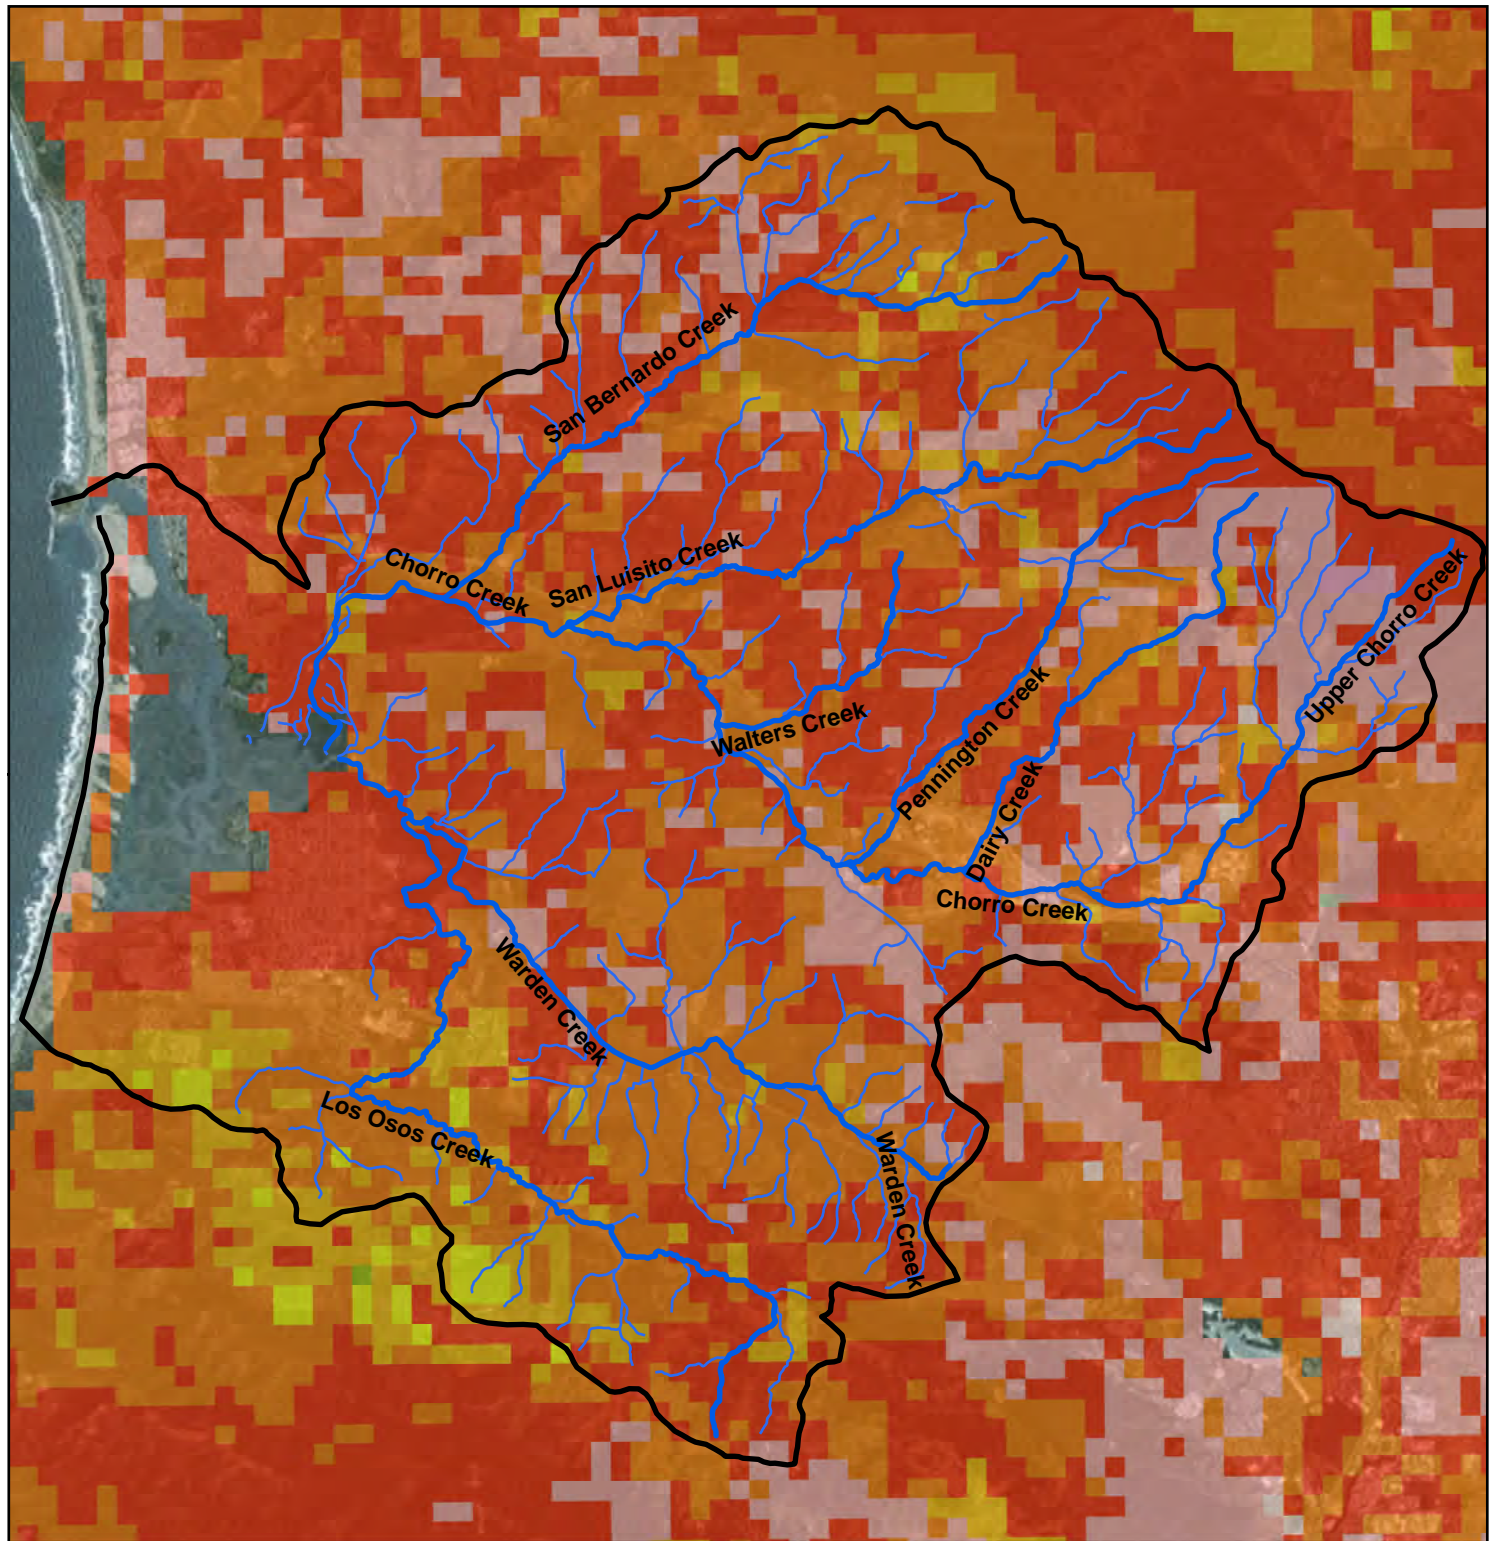 San Bernardo Creek
Chorro Creek
San Luisito Creek
Upper Chorro Creek
Walters Creek
Pennington Creek
Dairy Creek
Chorro Creek
Warden Creek
Los Osos Creek
Warden Creek